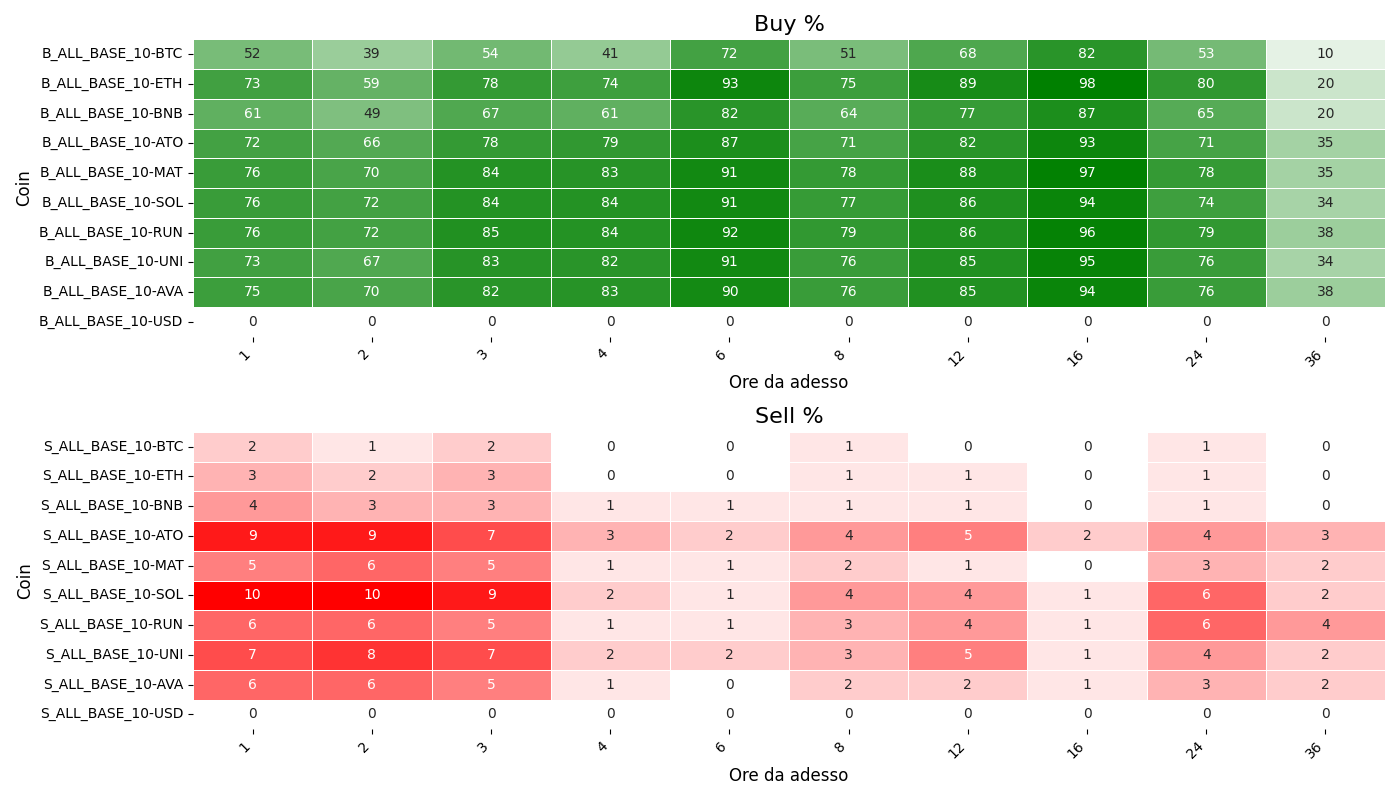 Buy %
Coin
B_ALL_BASE_10-BTC 52 39 54 41 72 51 68 82 53 10
B_ALL_BASE_10-ETH 73 59 78 74 93 75 89 98 80 20
B_ALL_BASE_10-BNB 61 49 67 61 82 64 77 87 65 20
B_ALL_BASE_10-ATO 72 66 78 79 87 71 82 93 71 35
B_ALL_BASE_10-MAT 76 70 84 83 91 78 88 97 78 35
B_ALL_BASE_10-SOL 76 72 84 84 91 77 86 94 74 34
B_ALL_BASE_10-RUN 76 72 85 84 92 79 86 96 79 38
B_ALL_BASE_10-UNI 73 67 83 82 91 76 85 95 76 34
B_ALL_BASE_10-AVA 75 70 82 83 90 76 85 94 76 38
B_ALL_BASE_10-USD 0 0 0 0 0 0 0 0 0 0
1 2 3 4 6 8 12 16 24 36
Ore da adesso
Sell %
Coin
S_ALL_BASE_10-BTC 2 1 2 0 0 1 0 0 1 0
S_ALL_BASE_10-ETH 3 2 3 0 0 1 1 0 1 0
S_ALL_BASE_10-BNB 4 3 3 1 1 1 1 0 1 0
S_ALL_BASE_10-ATO 9 9 7 3 2 4 5 2 4 3
S_ALL_BASE_10-MAT 5 6 5 1 1 2 1 0 3 2
S_ALL_BASE_10-SOL 10 10 9 2 1 4 4 1 6 2
S_ALL_BASE_10-RUN 6 6 5 1 1 3 4 1 6 4
S_ALL_BASE_10-UNI 7 8 7 2 2 3 5 1 4 2
S_ALL_BASE_10-AVA 6 6 5 1 0 2 2 1 3 2
S_ALL_BASE_10-USD 0 0 0 0 0 0 0 0 0 0
1 2 3 4 6 8 12 16 24 36
Ore da adesso